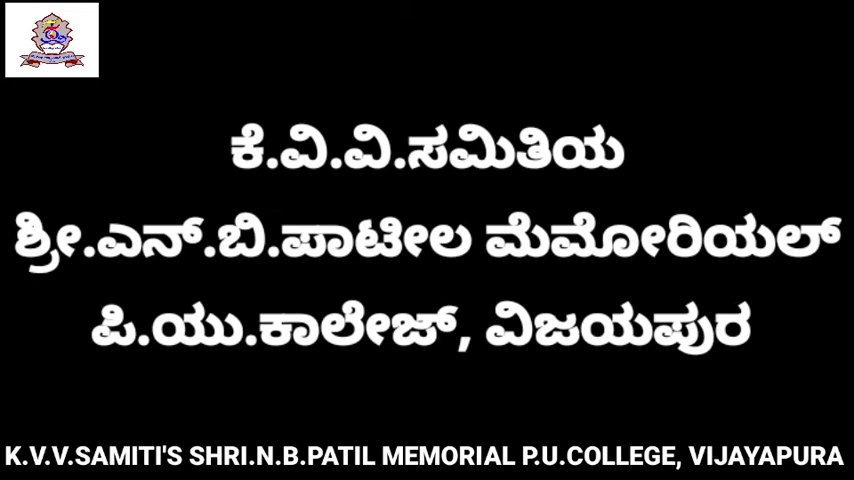 ಕೆ.ವಿ.ವಿ.ಸಮಿತಿಯ
ಶ್ರೀ.ಎನ್.ಬಿ.ಪಾಟೀಲ ಮೆಮೋರಿಯಲ್
ಪಿ.ಯು.ಕಾಲೇಜ್, ವಿಜಯಪುರ
K.V.V.SAMITI'S SHRI.N.B.PATIL MEMORIAL P.U.COLLEGE, VIJAYAPURA